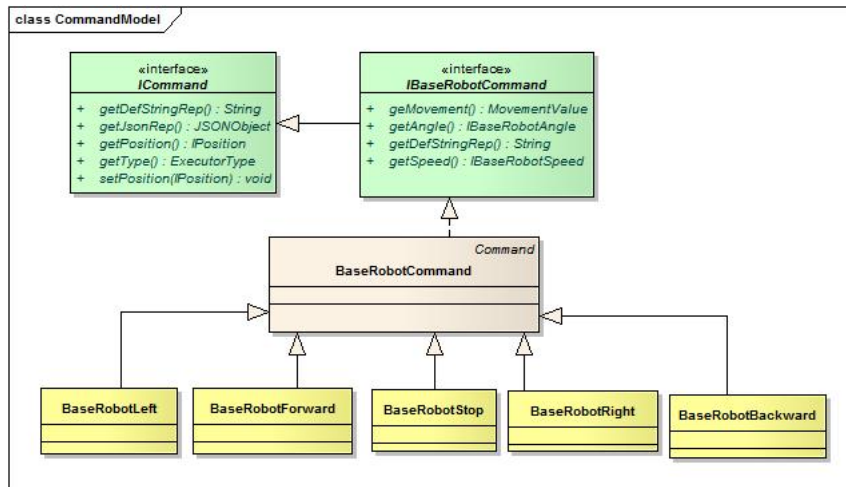 class CommandModel
«interface»
ICommand
+ getDefStringRep() : String
+ getJsonRep() : JSONObject
+ getPosition() : IPosition
+ getType() : ExecutorType
+ setPosition(IPosition) : void
«interface»
IBaseRobotCommand
+ geMovement() : MovementValue
+ getAngle() : IBaseRobotAngle
+ getDefStringRep() : String
+ getSpeed() : IBaseRobotSpeed
Command
BaseRobotCommand
BaseRobotLeft
BaseRobotForward
BaseRobotStop
BaseRobotRight
BaseRobotBackward